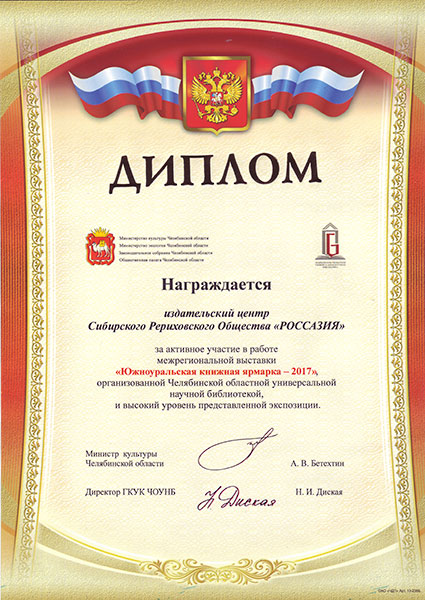 ДИПЛОМ
Министерство культуры Челябинской области
Министерство экологии Челябинской области
Законодательное собрание Челябинской области
Общественная палата Челябинской области
Награждается
издательский центр
Сибирского Рериховского Общества «РОССАЗИЯ»
за активное участие в работе
межрегиональной выставки
«Южноуральская книжная ярмарка – 2017»,
организованной Челябинской областной универсальной
научной библиотекой,
и высокий уровень представленной экспозиции.
Министр культуры
Челябинской области
А. В. Бетехтин
Директор ГКУК ЧОУНБ
Н. Диская
Н. И. Диская